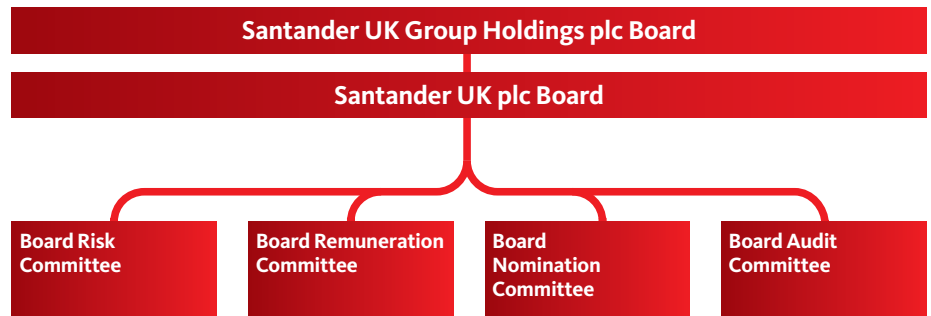 Santander UK Group Holdings plc Board
Santander UK plc Board
Board Risk
Committee
Board Remuneration
Committee
Board
Nomination
Committee
Board Audit
Committee